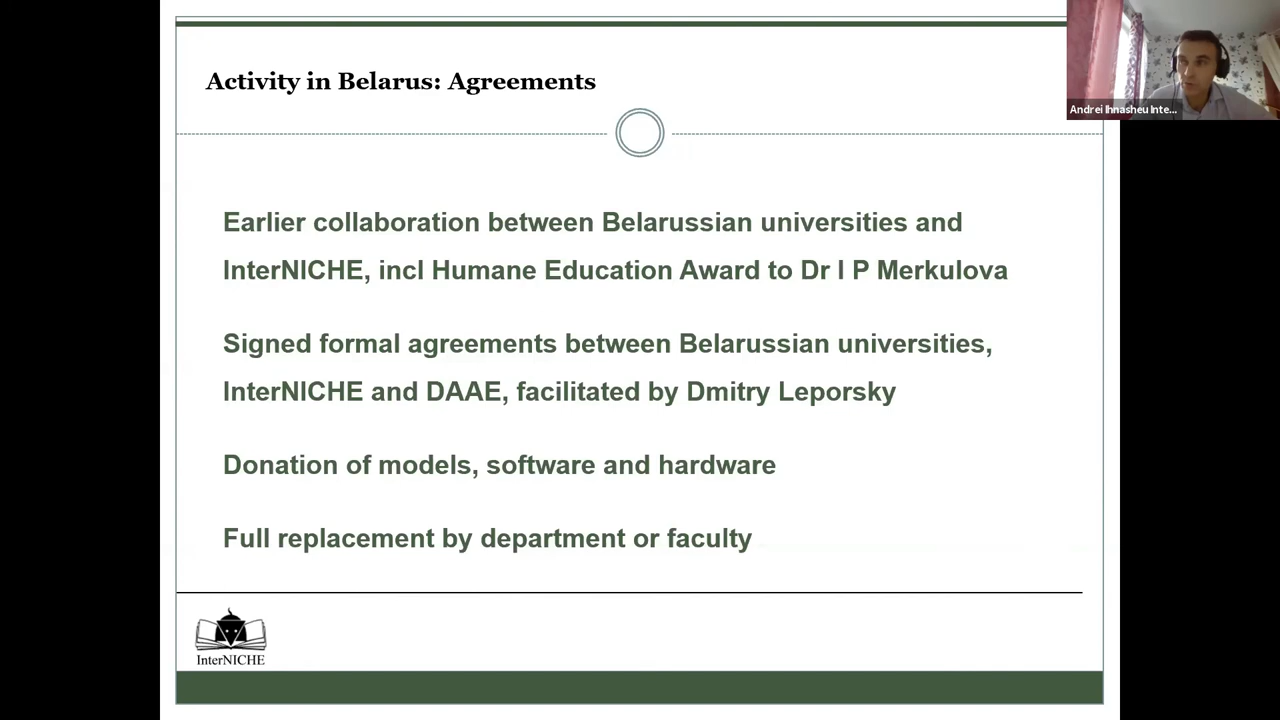 Activity in Belarus: Agreements
Andrei Ihnasheu Inte...
Earlier collaboration between Belarussian universities and
InterNICHE, incl Humane Education Award to Dr I P Merkulova
Signed formal agreements between Belarussian universities,
InterNICHE and DAAE, facilitated by Dmitry Leporsky
Donation of models, software and hardware
Full replacement by department or faculty
InterNICHE